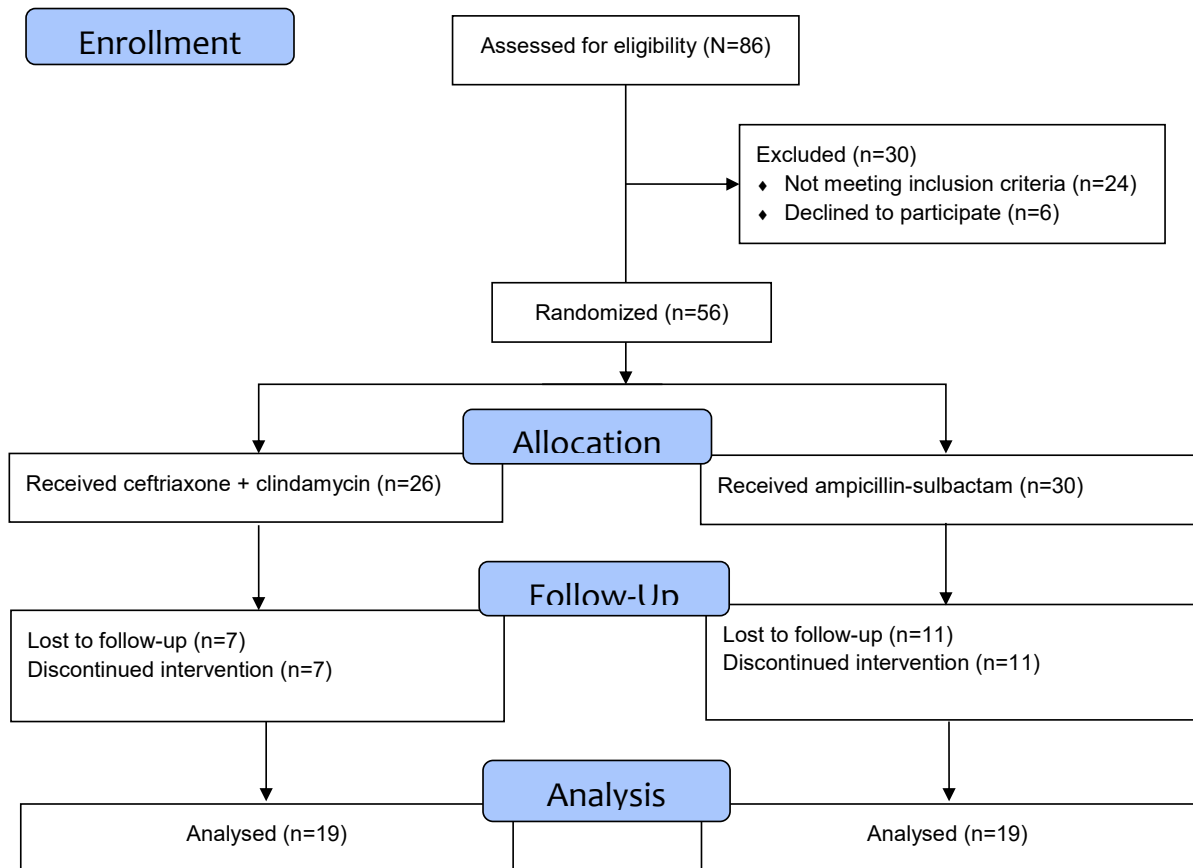 Enrollment
Assessed for eligibility (N=86)
Excluded (n=30)
♦ Not meeting inclusion criteria (n=24)
♦ Declined to participate (n=6)
Randomized (n=56)
Allocation
Received ceftriaxone + clindamycin (n=26)
Received ampicillin-sulbactam (n=30)
Follow-Up
Lost to follow-up (n=7)
Discontinued intervention (n=7)
Lost to follow-up (n=11)
Discontinued intervention (n=11)
Analysis
Analysed (n=19)
Analysed (n=19)